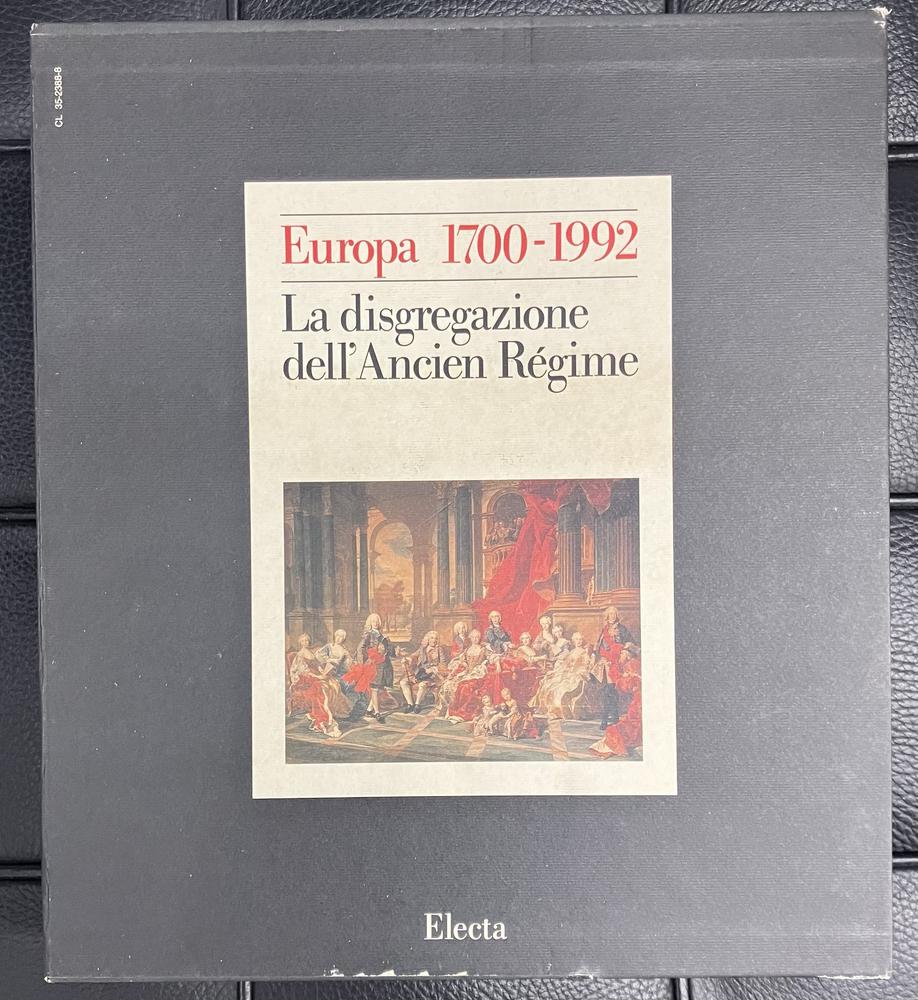 CL 35-2388-8
Europa 1700-1992
La disgregazione
dell'Ancien Régime
Electa